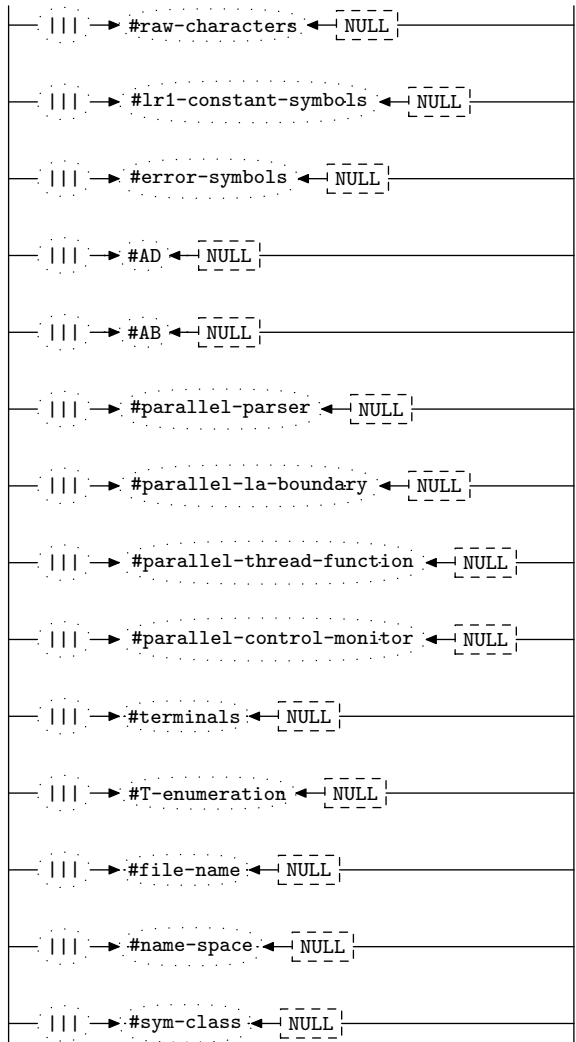 ||| #raw-characters NULL
||| #lr1-constant-symbols NULL
||| #error-symbols NULL
||| #AD NULL
||| #AB NULL
||| #parallel-parser NULL
||| #parallel-la-boundary NULL
||| #parallel-thread-function NULL
||| #parallel-control-monitor NULL
||| #terminals NULL
||| #T-enumeration NULL
||| #file-name NULL
||| #name-space NULL
||| #sym-class NULL